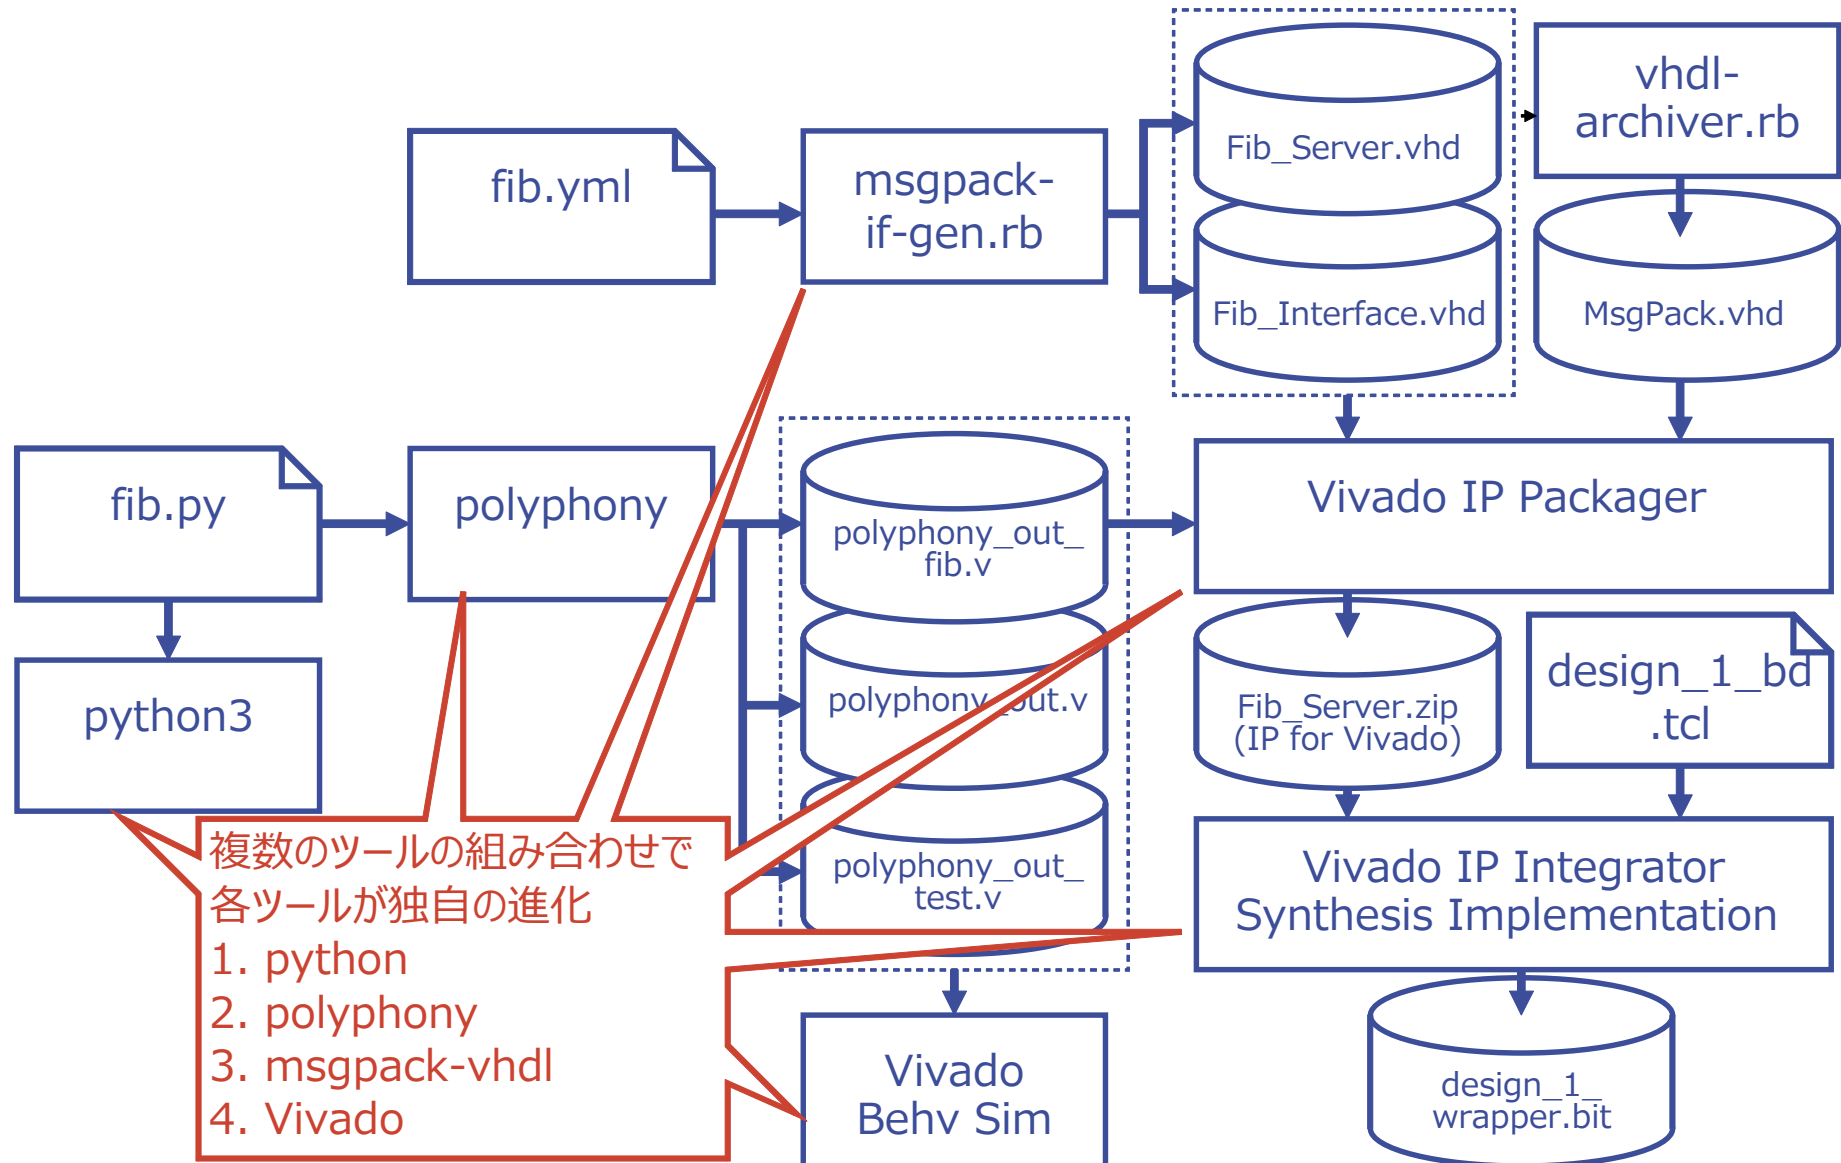 fib.yml
msgpack-
if-gen.rb
Fib_Server.vhd
Fib_Interface.vhd
vhdl-
archiver.rb
MsgPack.vhd
fib.py
polyphony
polyphony_out_
fib.v
Vivado IP Packager
python3
polyphony_out.v
Fib_Server.zip
(IP for Vivado)
design_1_bd
.tcl
複数のツールの組み合わせで
各ツールが独自の進化
1. python
2. polyphony
3. msgpack-vhdl
4. Vivado
polyphony_out_
test.v
Vivado IP Integrator
Synthesis Implementation
Vivado
Behv Sim
design_1_
wrapper.bit